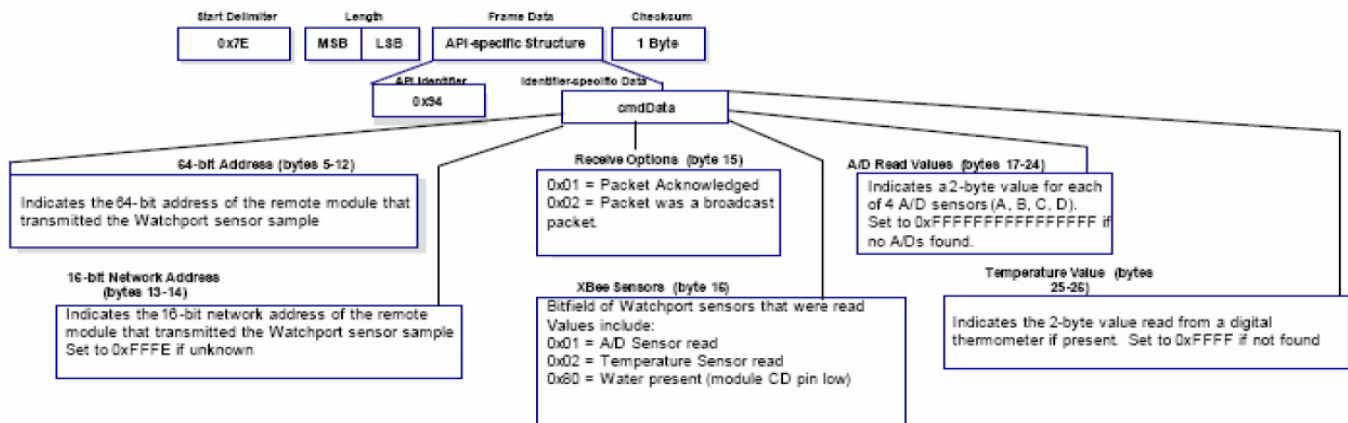 Start Delimiter
Length
Frame Data
Checksum
0x7E
MSB
LSB
API-specific Structure
1 Byte
API Identifier
Identifier-specific Data
0x94
cmdData
64-bit Address (bytes 5-12)
Indicates the 64-bit address of the remote module that
transmitted the Watchport sensor sample
Receive Options (byte 15)
0x01 = Packet Acknowledged
0x02 = Packet was a broadcast
packet.
A/D Read Values (bytes 17-24)
Indicates a 2-byte value for each
of 4 A/D sensors (A, B, C, D).
Set to 0xFFFFFFFFFFFFFFFF if
no A/Ds found.
16-bit Network Address
(bytes 13-14)
Indicates the 16-bit network address of the remote
module that transmitted the Watchport sensor sample
Set to 0xFFFE if unknown
XBee Sensors (byte 16)
Bitfield of Watchport sensors that were read
Values include:
0x01 = A/D Sensor read
0x02 = Temperature Sensor read
0x60 = Water present (module CD pin low)
Temperature Value (bytes
25-26)
Indicates the 2-byte value read from a digital
thermometer if present. Set to 0xFFFF if not found